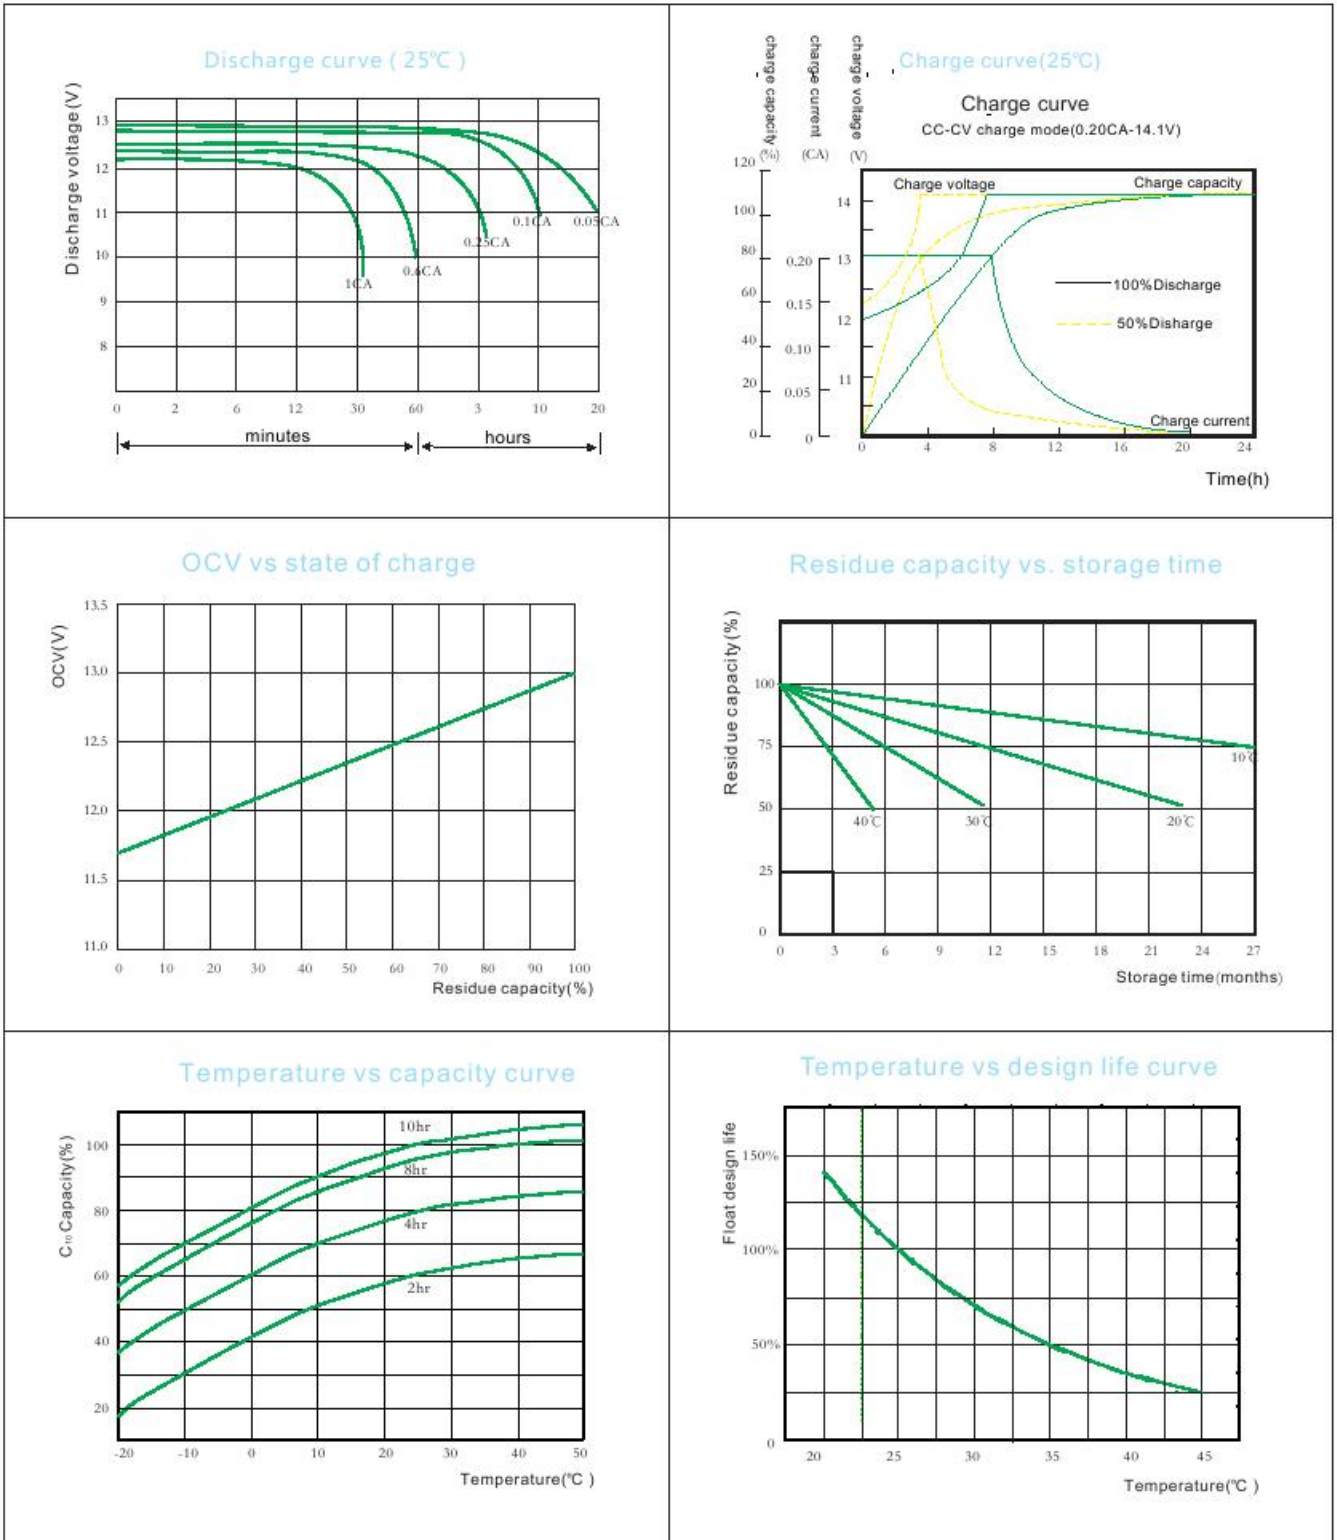 Discharge curve ( 25℃ )
Discharge voltage(V)
13
12
11
10
9
8
1CA
0.6CA
0.25CA
0.1CA
0.05CA
0 2 6 12 30 60 3 10 20
minutes
hours
Charge curve(25℃)
Charge curve
CC-CV charge mode(0.20CA-14.1V)
charge capacity
(%)
charge current
(CA)
charge voltage
(V)
120
100
80
60
40
20
0
0.20
0.15
0.10
0.05
0
14
13
12
11
Charge voltage
Charge capacity
100%Discharge
50%Disharge
Charge current
0 4 8 12 16 20 24
Time(h)
OCV vs state of charge
OCV(V)
13.5
13.0
12.5
12.0
11.5
11.0
0 10 20 30 40 50 60 70 80 90 100
Residue capacity(%)
Residue capacity vs. storage time
Residue capacity(%)
100
75
50
25
0
10℃
40℃
30℃
20℃
0 3 6 9 12 15 18 21 24 27
Storage time(months)
Temperature vs capacity curve
C₁₀ Capacity(%)
100
80
60
40
20
10hr
8hr
4hr
2hr
-20 -10 0 10 20 30 40 50
Temperature(℃ )
Temperature vs design life curve
Float design life
150%
100%
50%
0
20 25 30 35 40 45
Temperature(℃ )